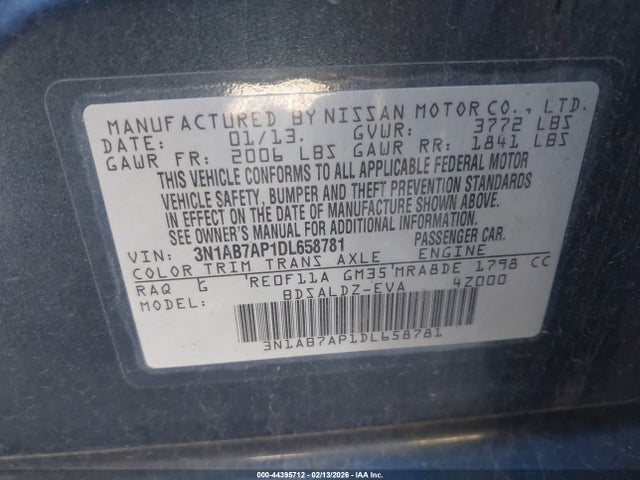 MANUFACTURED BY NISSAN MOTOR CO., LTD.
DATE: 01/13. GVWR: 3772 LBS
GAWR FR: 2006 LBS GAWR RR: 1841 LBS
THIS VEHICLE CONFORMS TO ALL APPLICABLE FEDERAL MOTOR
VEHICLE SAFETY, BUMPER AND THEFT PREVENTION STANDARDS
IN EFFECT ON THE DATE OF MANUFACTURE SHOWN ABOVE.
SEE OWNER'S MANUAL FOR ADDITIONAL INFORMATION.
VIN: 3N1AB7AP1DL658781 PASSENGER CAR.
COLOR TRIM TRANS AXLE ENGINE
RAQ G RE0F11A GM35 MRA8DE 1798 CC
MODEL: BDSALDZ-EVA 4Z000
3N1AB7AP1DL658781
000-44395712 - 02/13/2026 - IAA Inc.